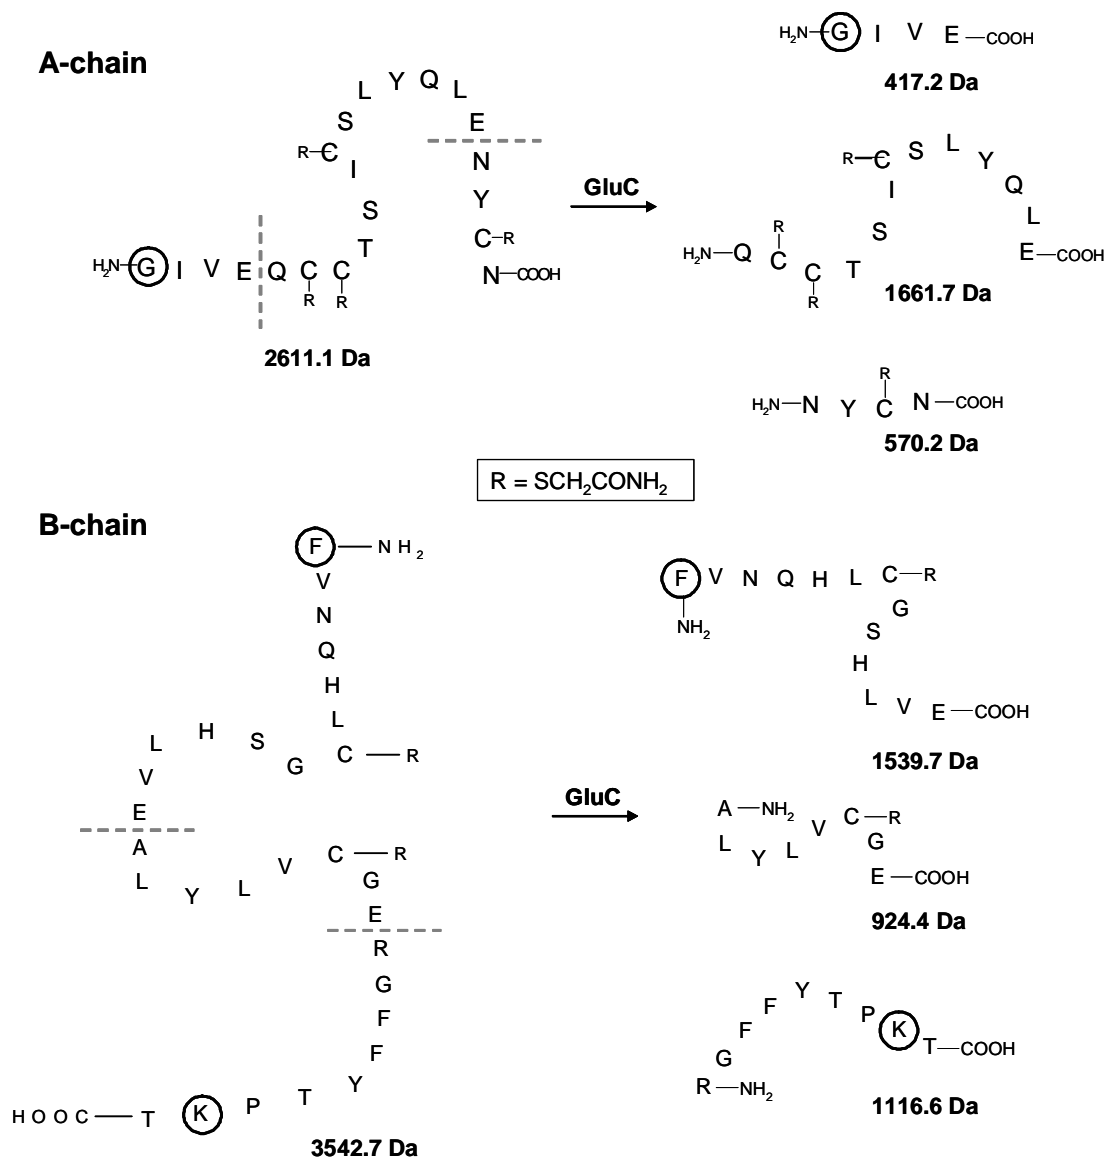 A-chain
H₂N—G I V E Q C C T S I C S L Y Q L E N Y C N—COOH
R R R— —R
2611.1 Da
GluC
H₂N—G I V E—COOH
417.2 Da
H₂N—Q C C T S I C S L Y Q L E—COOH
R R R—
1661.7 Da
H₂N—N Y C N—COOH
R
570.2 Da
R = SCH₂CONH₂
B-chain
F—NH₂
V
N
Q
H
L
L H S G C—R
V
E
A
L Y L V C—R
G
E
R
G
F
F
Y
HOOC—T K P T
3542.7 Da
GluC
F V N Q H L C—R
NH₂
G
S
H
L V E—COOH
1539.7 Da
A—NH₂
L Y L V C—R
G
E—COOH
924.4 Da
R—NH₂
G
F
F Y T P K T—COOH
1116.6 Da